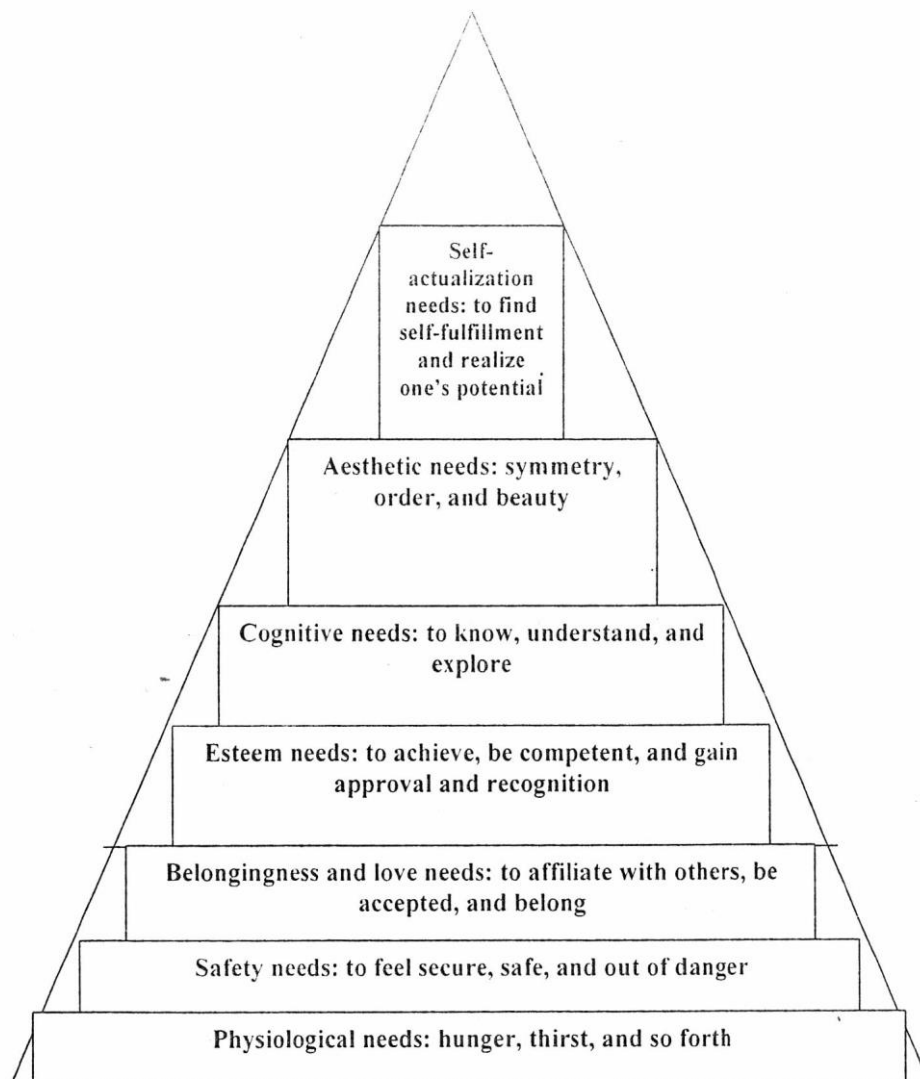 Self-
actualization
needs: to find
self-fulfillment
and realize
one's potential
Aesthetic needs: symmetry,
order, and beauty
Cognitive needs: to know, understand, and
explore
Esteem needs: to achieve, be competent, and gain
approval and recognition
Belongingness and love needs: to affiliate with others, be
accepted, and belong
Safety needs: to feel secure, safe, and out of danger
Physiological needs: hunger, thirst, and so forth